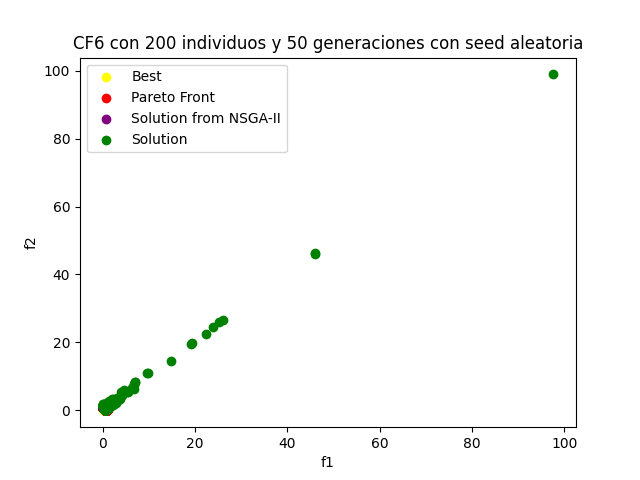 CF6 con 200 individuos y 50 generaciones con seed aleatoria
Best
Pareto Front
Solution from NSGA-II
Solution
100
80
60
40
20
0
f2
0
20
40
60
80
100
f1